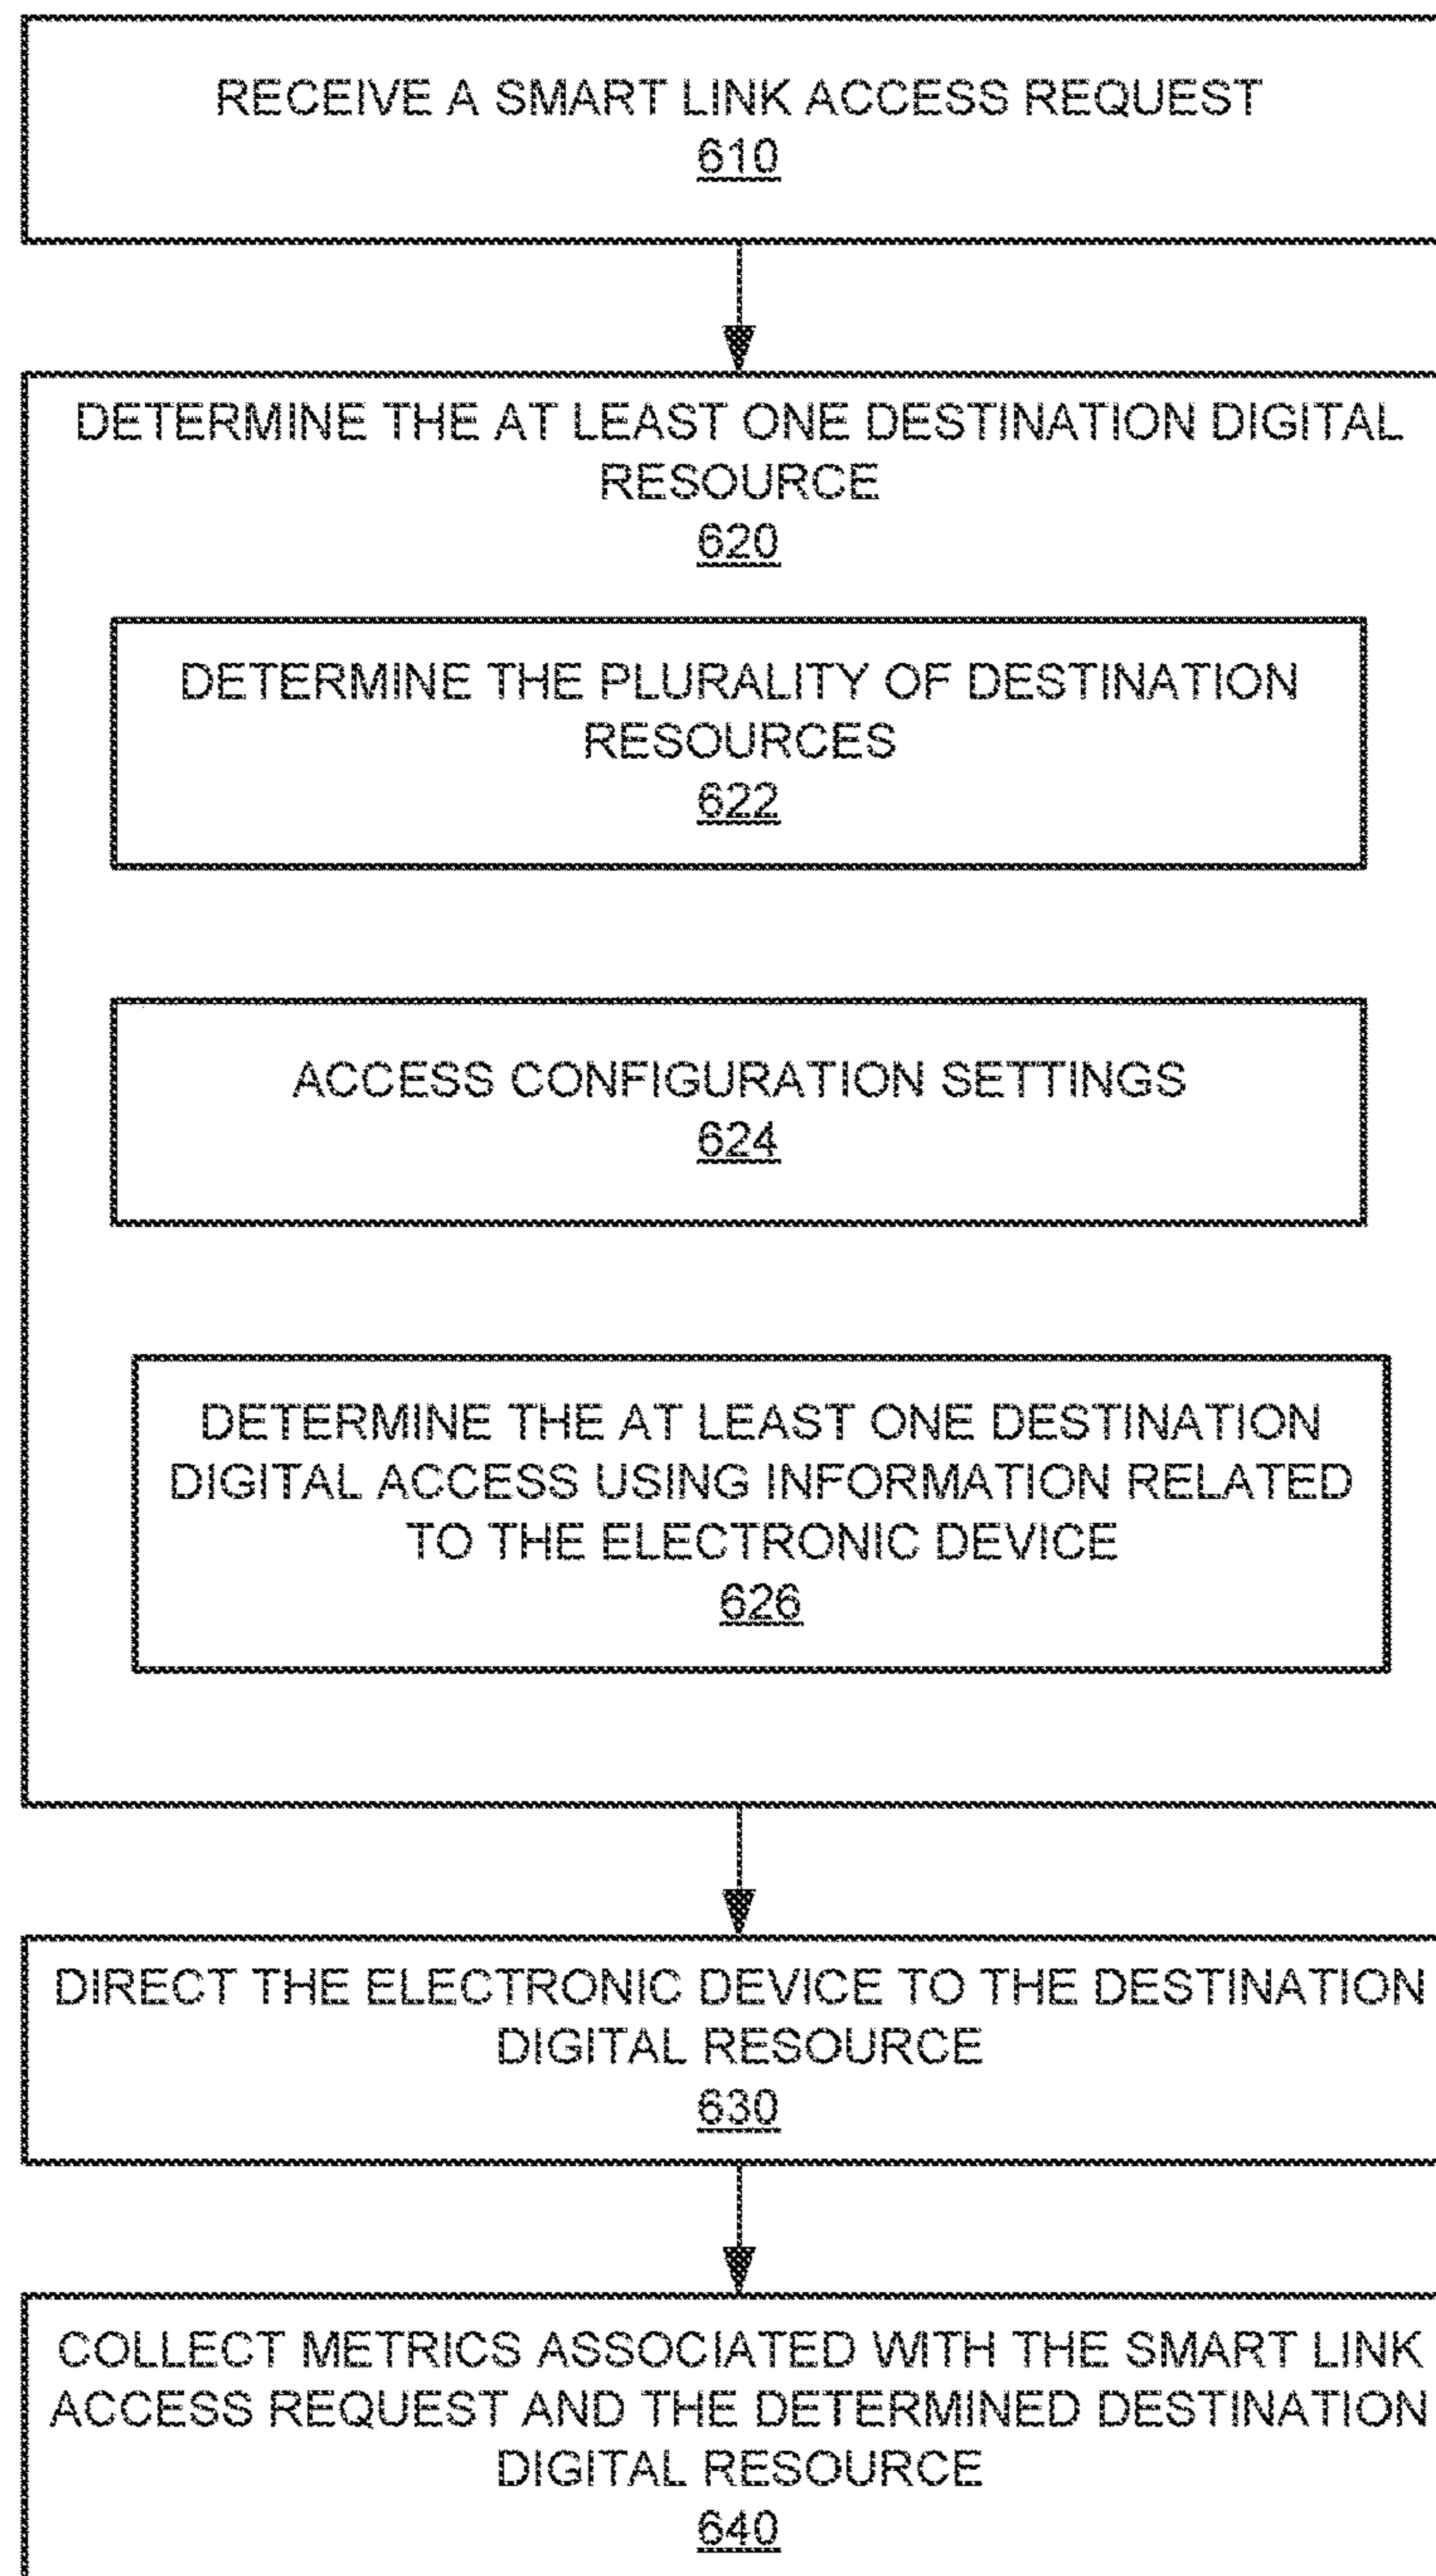 RECEIVE A SMART LINK ACCESS REQUEST
610
DETERMINE THE AT LEAST ONE DESTINATION DIGITAL
RESOURCE
620
DETERMINE THE PLURALITY OF DESTINATION
RESOURCES
622
ACCESS CONFIGURATION SETTINGS
624
DETERMINE THE AT LEAST ONE DESTINATION
DIGITAL ACCESS USING INFORMATION RELATED
TO THE ELECTRONIC DEVICE
626
DIRECT THE ELECTRONIC DEVICE TO THE DESTINATION
DIGITAL RESOURCE
630
COLLECT METRICS ASSOCIATED WITH THE SMART LINK
ACCESS REQUEST AND THE DETERMINED DESTINATION
DIGITAL RESOURCE
640